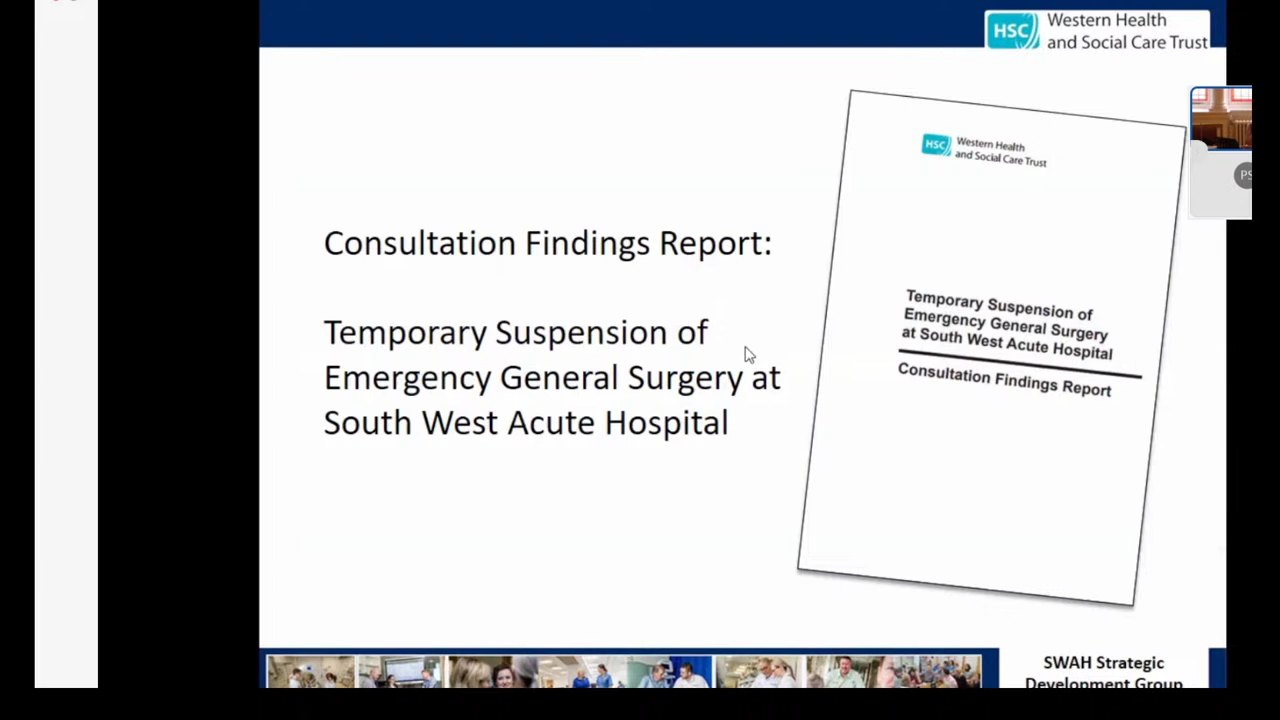 HSC
Western Health
and Social Care Trust
HSC
Western Health
and Social Care Trust
Consultation Findings Report:
Temporary Suspension of
Emergency General Surgery at
South West Acute Hospital
Temporary Suspension of
Emergency General Surgery
at South West Acute Hospital
Consultation Findings Report
PS
SWAH Strategic
Development Group